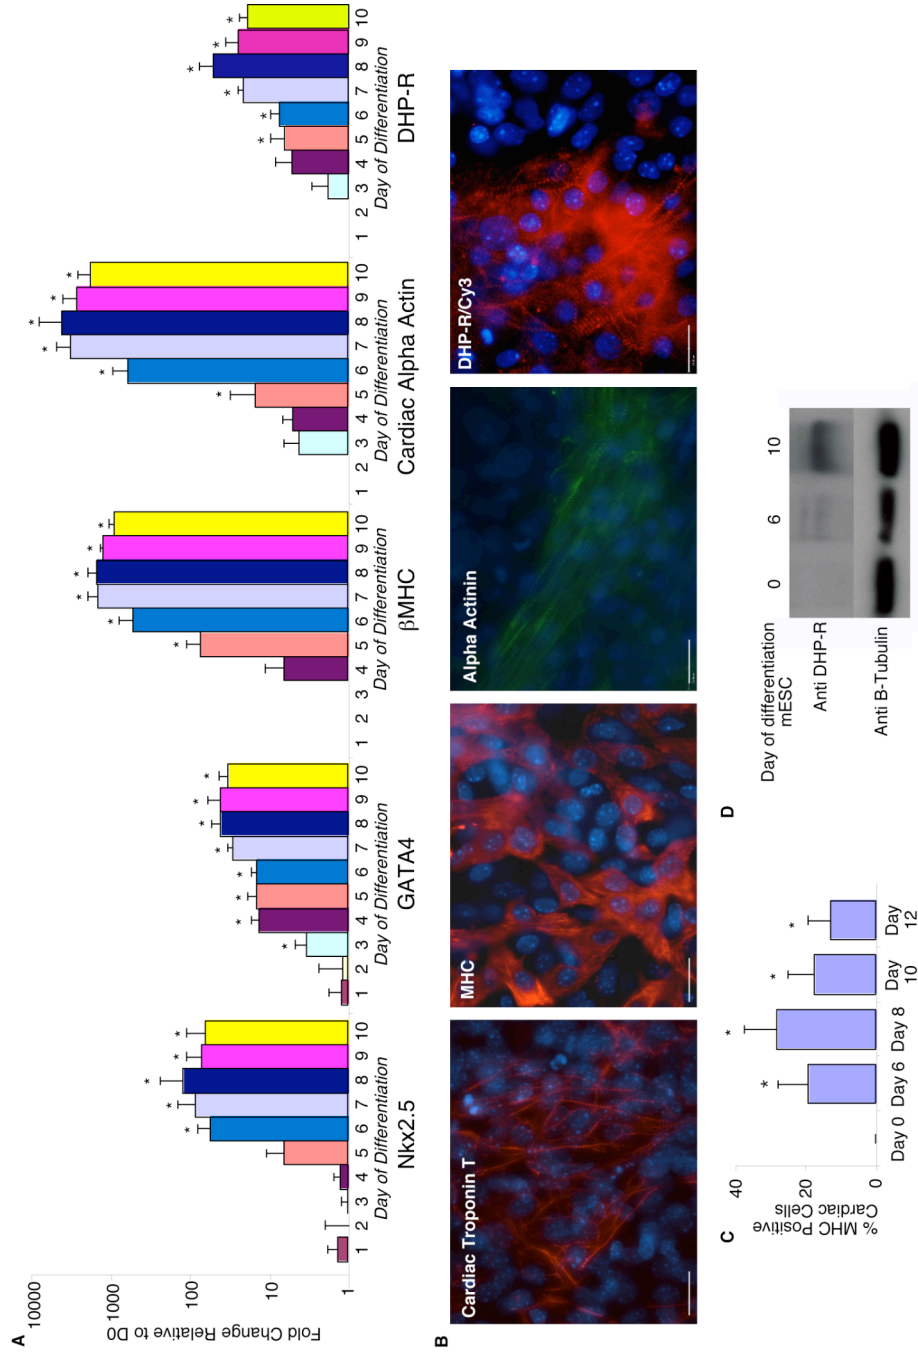 A
Fold Change Relative to D0
10000
1000
100
10
1
1 2 3 4 5 6 7 8 9 10
Day of Differentiation
Nkx2.5
1 2 3 4 5 6 7 8 9 10
Day of Differentiation
GATA4
1 2 3 4 5 6 7 8 9 10
Day of Differentiation
βMHC
1 2 3 4 5 6 7 8 9 10
Day of Differentiation
Cardiac Alpha Actin
1 2 3 4 5 6 7 8 9 10
Day of Differentiation
DHP-R
B
Cardiac Troponin T
MHC
Alpha Actinin
DHP-R/Cy3
C
% MHC Positive
Cardiac Cells
40
20
0
Day 0 Day 6 Day 8 Day Day
10 12
D
Day of differentiation 0 6 10
mESC
Anti DHP-R
Anti B-Tubulin